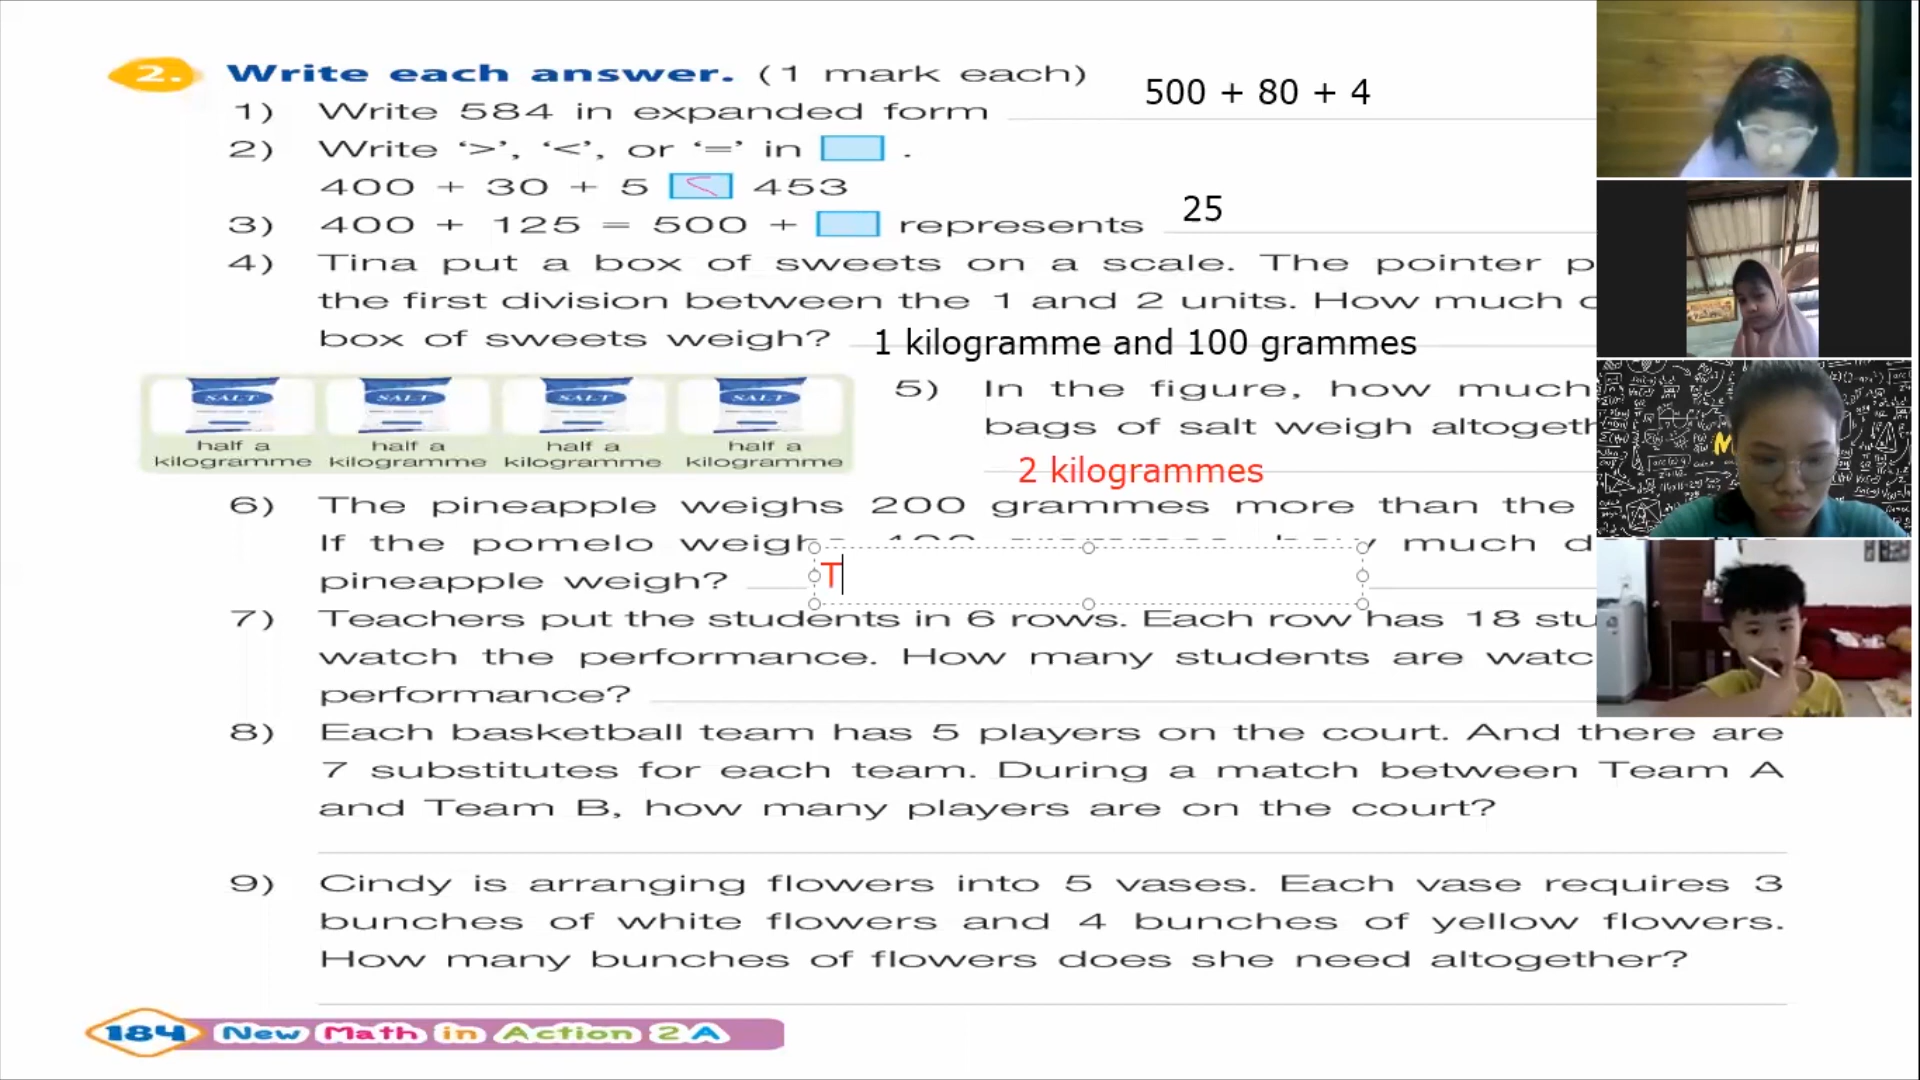 2. Write each answer. (1 mark each)
1) Write 584 in expanded form 500 + 80 + 4
2) Write ‘>’, ‘<’, or ‘=’ in .
400 + 30 + 5 < 453
3) 400 + 125 = 500 + represents 25
4) Tina put a box of sweets on a scale. The pointer p
the first division between the 1 and 2 units. How much
box of sweets weigh? 1 kilogramme and 100 grammes
SALT SALT SALT SALT
half a half a half a half a
kilogramme kilogramme kilogramme kilogramme
5) In the figure, how much
bags of salt weigh altogeth
2 kilogrammes
6) The pineapple weighs 200 grammes more than the
If the pomelo weighs much
pineapple weigh? T
7) Teachers put the students in 6 rows. Each row has 18 stu
watch the performance. How many students are watc
performance?
8) Each basketball team has 5 players on the court. And there are
7 substitutes for each team. During a match between Team A
and Team B, how many players are on the court?
9) Cindy is arranging flowers into 5 vases. Each vase requires 3
bunches of white flowers and 4 bunches of yellow flowers.
How many bunches of flowers does she need altogether?
184 New Math in Action 2A